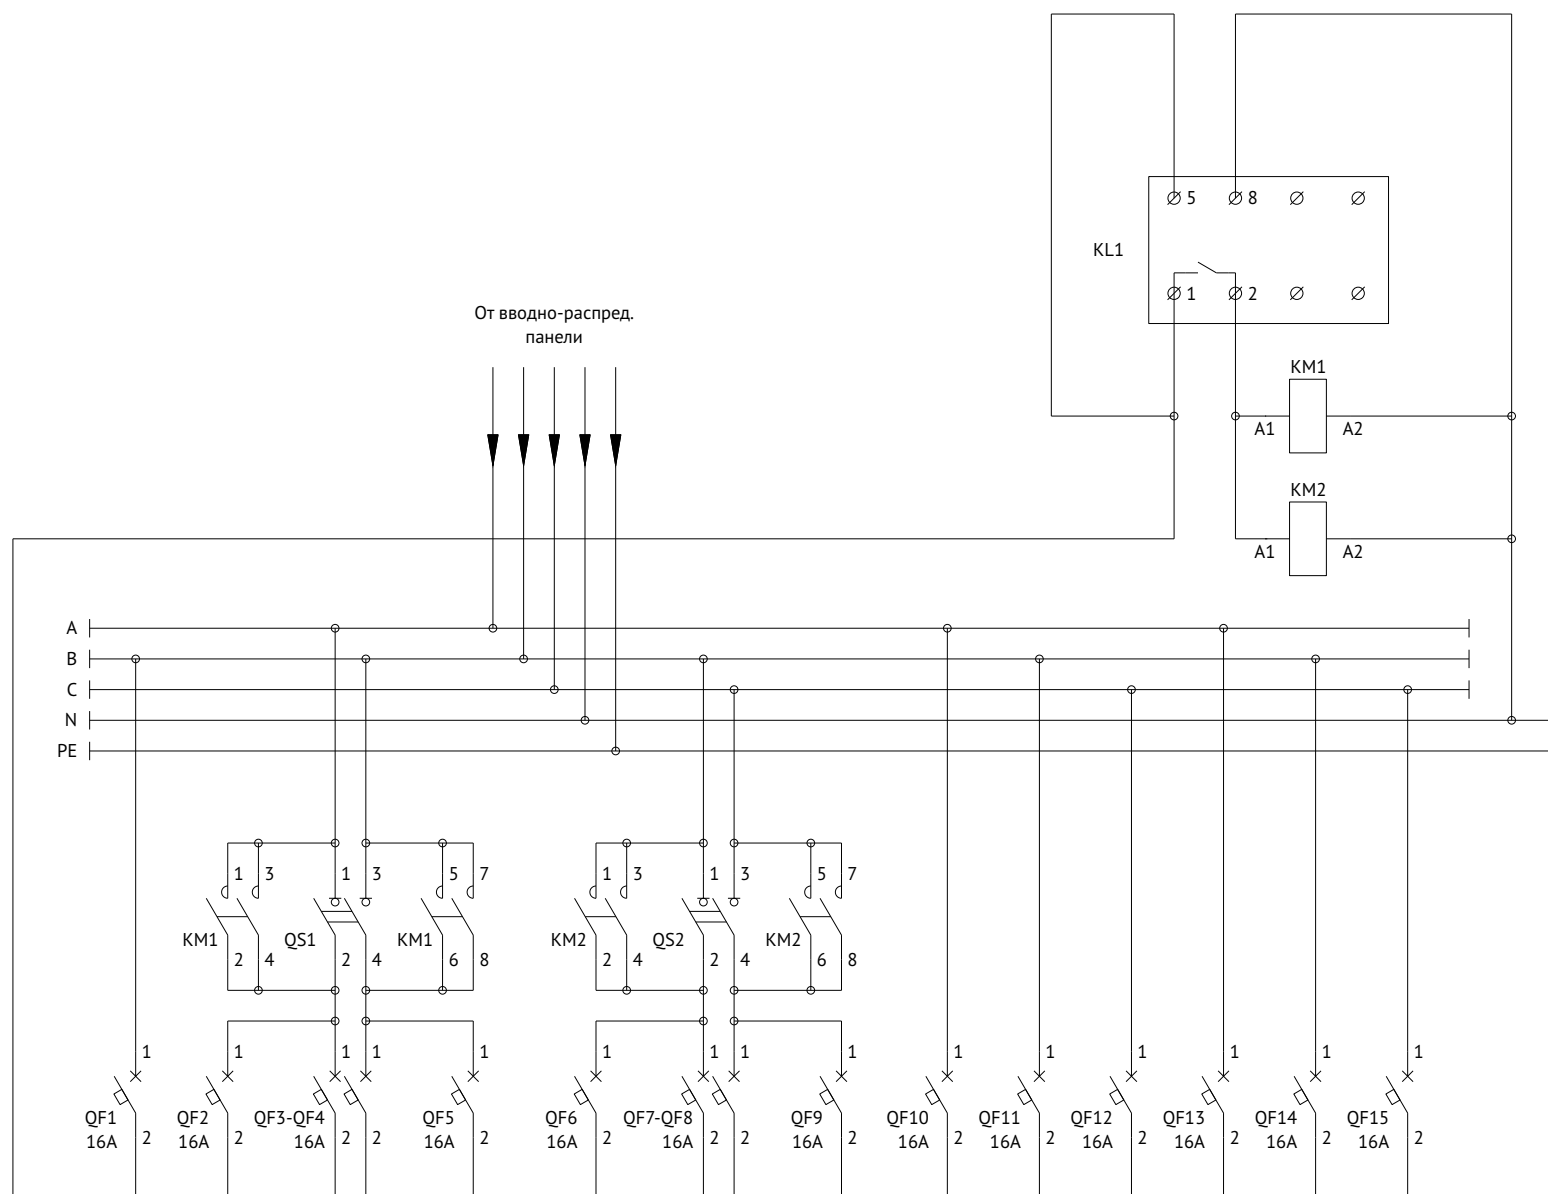 5 8
KL1
1 2
От вводно-распред.
панели
KM1
A1 A2
KM2
A1 A2
A
B
C
N
PE
1 3 1 3 5 7 1 3 1 3 5 7
KM1 QS1 KM1 KM2 QS2 KM2
2 4 2 4 6 8 2 4 2 4 6 8
1 1 1 1 1 1 1 1 1 1 1 1 1 1 1
QF1 QF2 QF3-QF4 QF5 QF6 QF7-QF8 QF9 QF10 QF11 QF12 QF13 QF14 QF15
16A 2 16A 2 16A 2 2 16A 2 16A 2 16A 2 2 16A 2 16A 2 16A 2 16A 2 16A 2 16A 2 16A 2